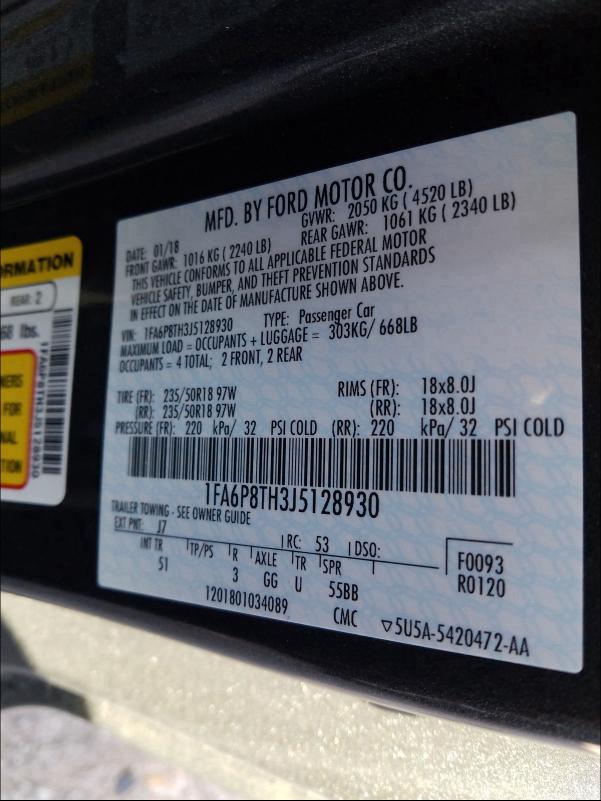 MFD. BY FORD MOTOR CO.
DATE: 01/18 GVWR: 2050 KG ( 4520 LB)
FRONT GAWR: 1016 KG ( 2240 LB) REAR GAWR: 1061 KG ( 2340 LB)
THIS VEHICLE CONFORMS TO ALL APPLICABLE FEDERAL MOTOR
VEHICLE SAFETY, BUMPER, AND THEFT PREVENTION STANDARDS
IN EFFECT ON THE DATE OF MANUFACTURE SHOWN ABOVE.
VIN: 1FA6P8TH3J5128930 TYPE: Passenger Car
MAXIMUM LOAD = OCCUPANTS + LUGGAGE = 303KG/ 668LB
OCCUPANTS = 4 TOTAL; 2 FRONT, 2 REAR
TIRE (FR): 235/50R18 97W RIMS (FR): 18x8.0J
(RR): 235/50R18 97W (RR): 18x8.0J
PRESSURE (FR): 220 kPa/ 32 PSI COLD (RR): 220 kPa/ 32 PSI COLD
1FA6P8TH3J5128930
TRAILER TOWING - SEE OWNER GUIDE
EXT PNT: J7 RC: 53 DSO:
INT TR TP/PS R AXLE TR SPR
51 3 GG U 55BB
F0093
R0120
1201801034089 CMC ▽5U5A-5420472-AA
ORMATION
REAR: 2
68 lbs.
NERS
FOR
NAL
TION
1FA6P8TH3J5128930